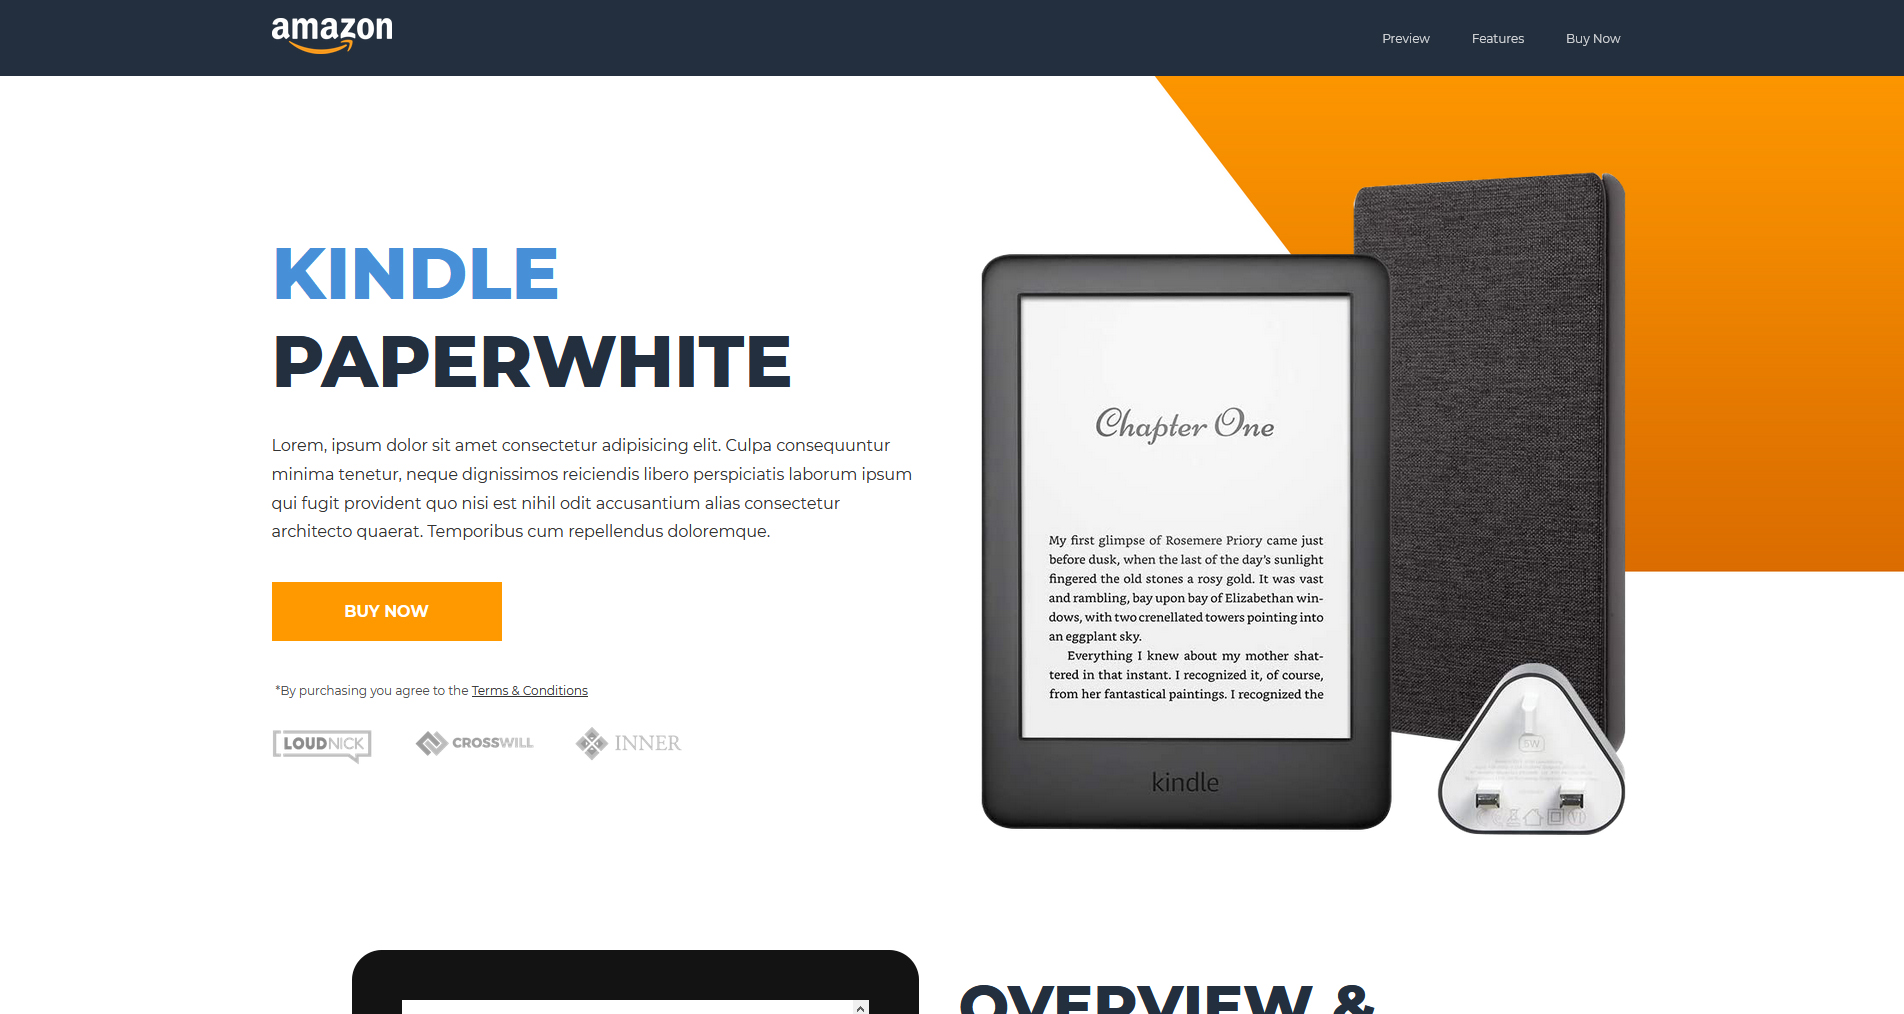 amazon
Preview
Features
Buy Now
KINDLE
PAPERWHITE
Lorem, ipsum dolor sit amet consectetur adipisicing elit. Culpa consequuntur
minima tenetur, neque dignissimos reiciendis libero perspiciatis laborum ipsum
qui fugit provident quo nisi est nihil odit accusantium alias consectetur
architecto quaerat. Temporibus cum repellendus doloremque.
BUY NOW
*By purchasing you agree to the Terms & Conditions
LOUDNICK
CROSSWILL
INNER
Chapter One
My first glimpse of Rosemere Priory came just
before dusk, when the last of the day's sunlight
fingered the old stones a rosy gold. It was vast
and rambling, bay upon bay of Elizabethan win-
dows, with two crenellated towers pointing into
an eggplant sky.
Everything I knew about my mother shat-
tered in that instant. I recognized it, of course,
from her fantastical paintings. I recognized the
kindle
5W
OVERVIEW &